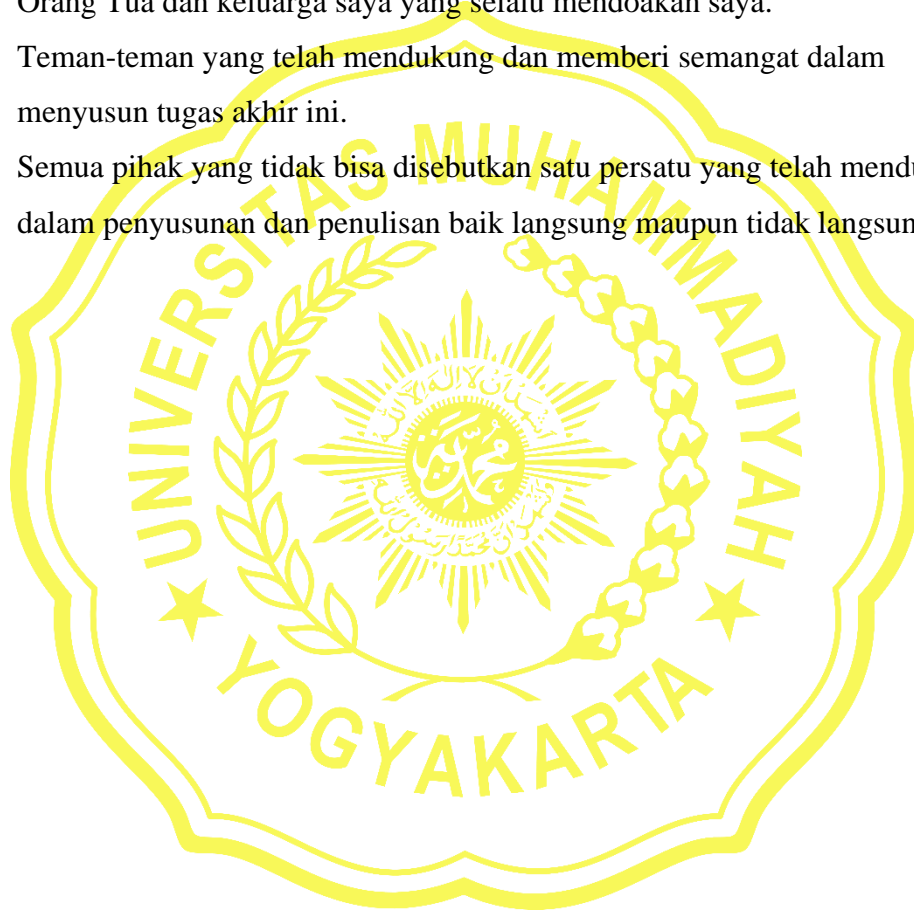 Orang Tua dan keluarga saya yang selalu mendoakan saya.
Teman-teman yang telah mendukung dan memberi semangat dalam
menyusun tugas akhir ini.
Semua pihak yang tidak bisa disebutkan satu persatu yang telah mendu
dalam penyusunan dan penulisan baik langsung maupun tidak langsun
UNIVERSITAS MUHAMMADIYAH
YOGYAKARTA